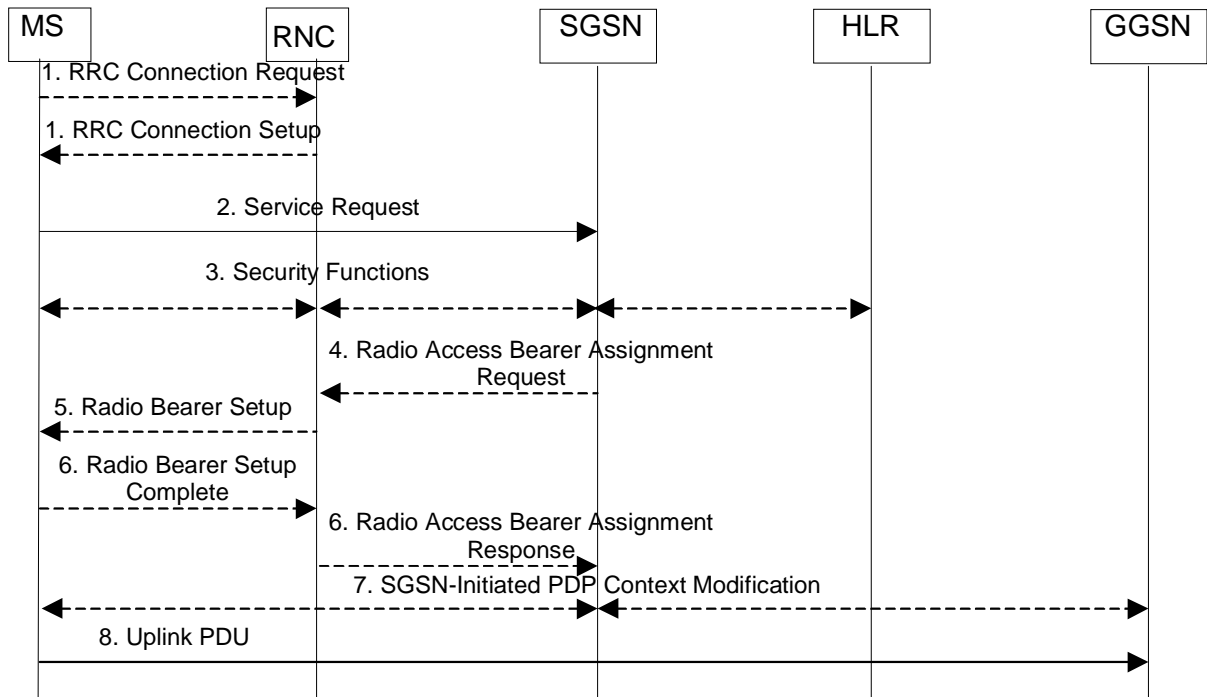 MS
RNC
SGSN
HLR
GGSN
1. RRC Connection Request
1. RRC Connection Setup
2. Service Request
3. Security Functions
4. Radio Access Bearer Assignment
Request
5. Radio Bearer Setup
6. Radio Bearer Setup
Complete
6. Radio Access Bearer Assignment
Response
7. SGSN-Initiated PDP Context Modification
8. Uplink PDU